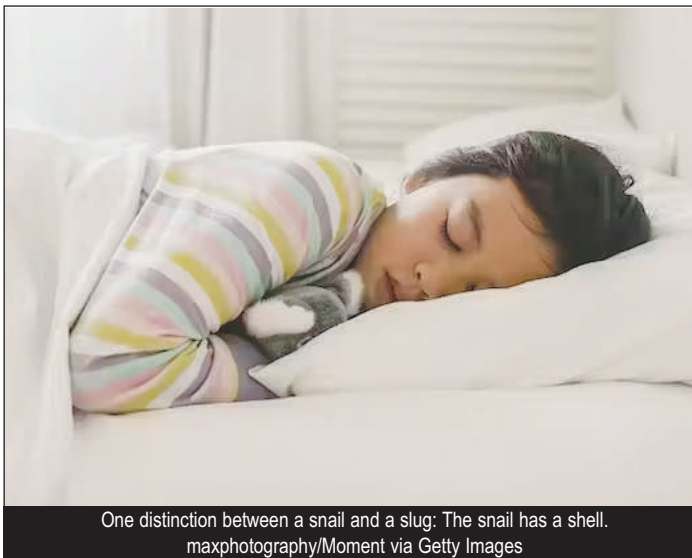 One distinction between a snail and a slug: The snail has a shell.
maxphotography/Moment via Getty Images